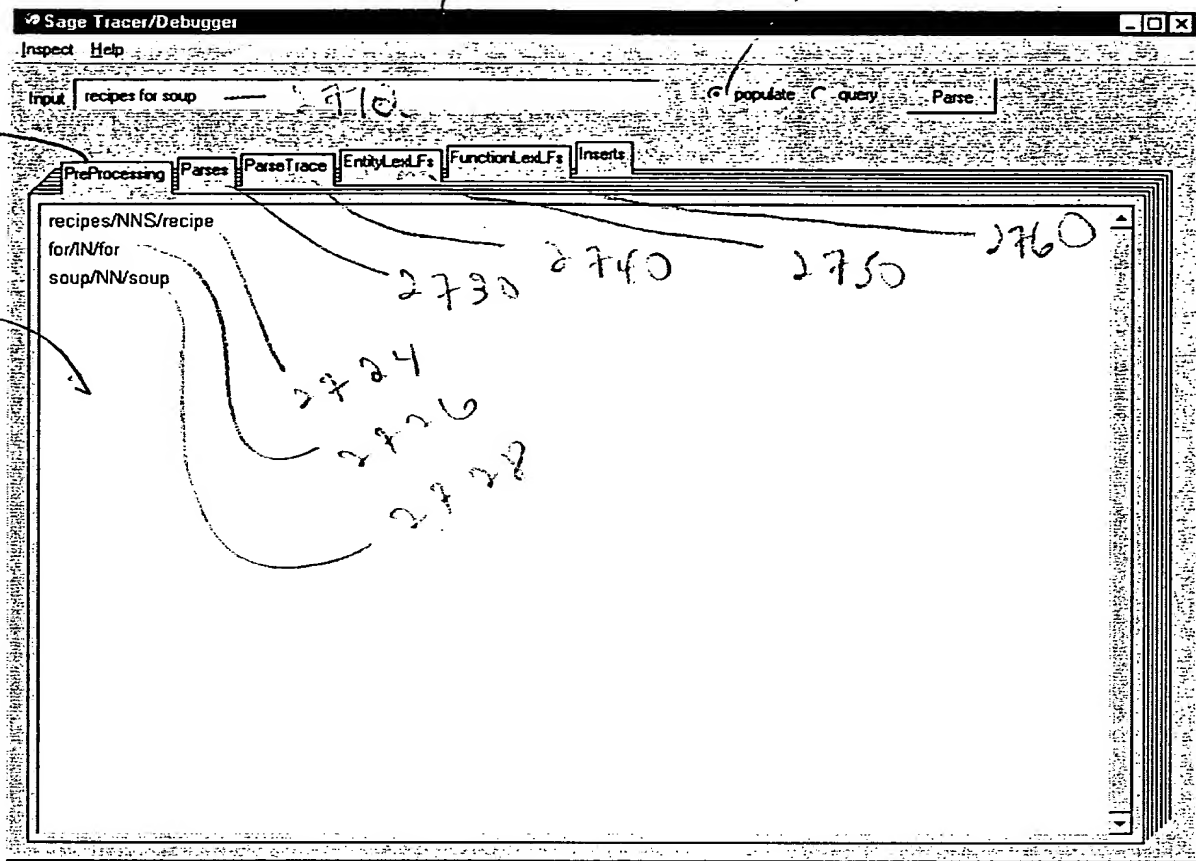 Sage Tracer/Debugger
Inspect Help
Input recipes for soup 2710 populate query Parse
PreProcessing Parses ParseTrace EntityLexLFs FunctionLexLFs Inserts
recipes/NNS/recipe
for/IN/for
soup/NN/soup
2730 2740 2750 2760
2724
2726
2728